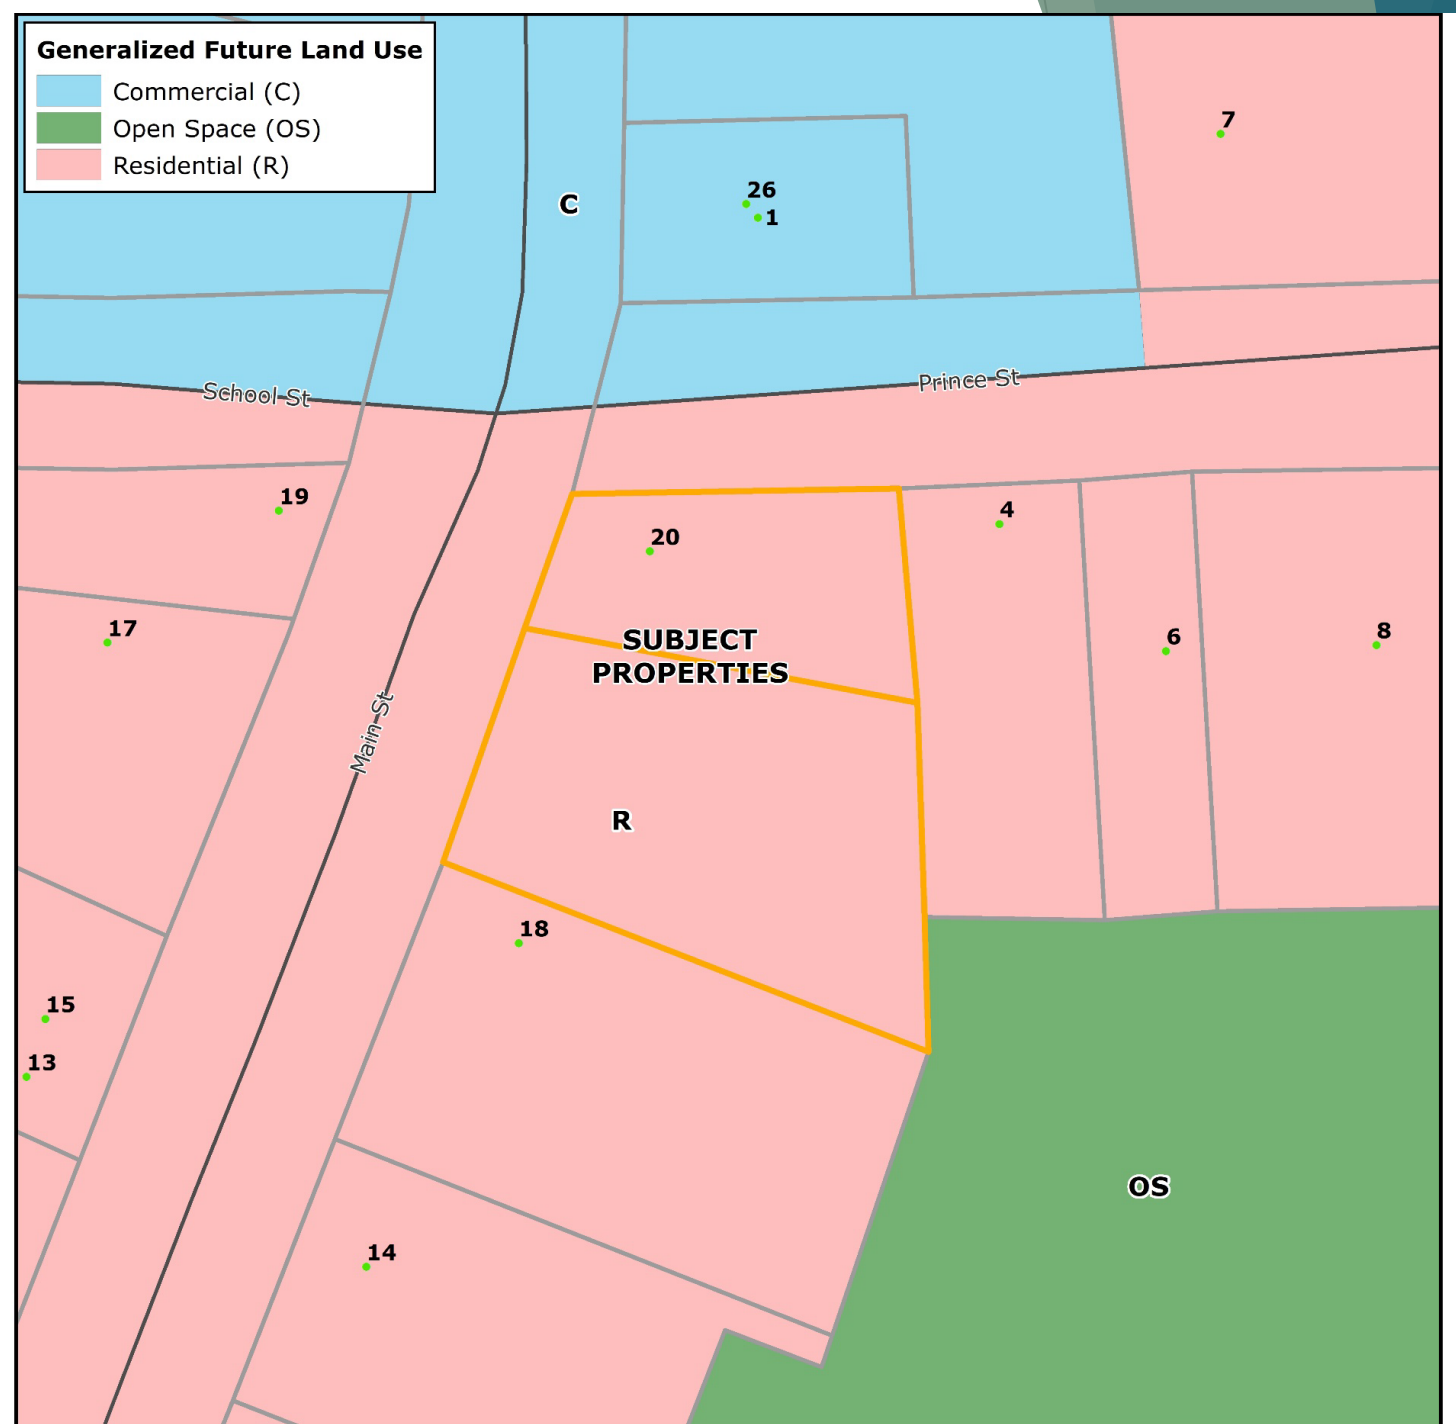 Generalized Future Land Use
Commercial (C)
Open Space (OS)
Residential (R)
7
26
1
C
School St
Prince St
19
20
4
17
6
8
SUBJECT
PROPERTIES
Main St
R
18
15
13
OS
14